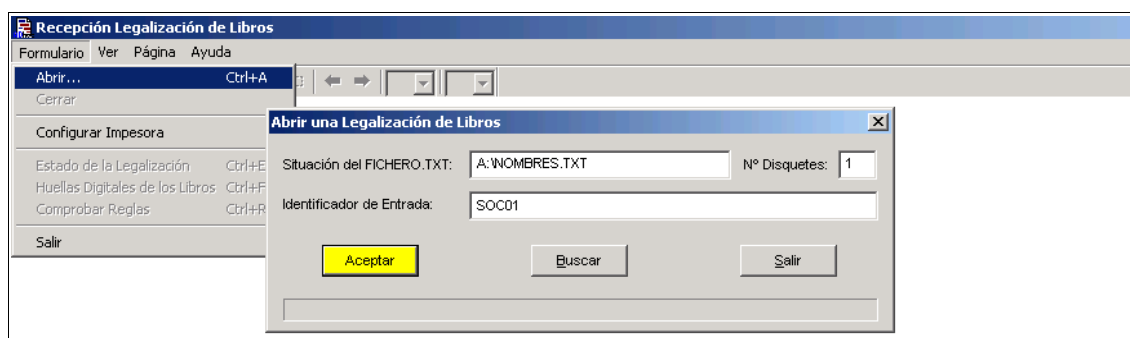 Recepción Legalización de Libros
Formulario Ver Página Ayuda
Abrir... Ctrl+A
Cerrar
Configurar Impesora
Estado de la Legalización Ctrl+E
Huellas Digitales de los Libros Ctrl+F
Comprobar Reglas Ctrl+R
Salir
Abrir una Legalización de Libros
Situación del FICHERO.TXT: A:\NOMBRES.TXT Nº Disquetes: 1
Identificador de Entrada: SOC01
Aceptar Buscar Salir